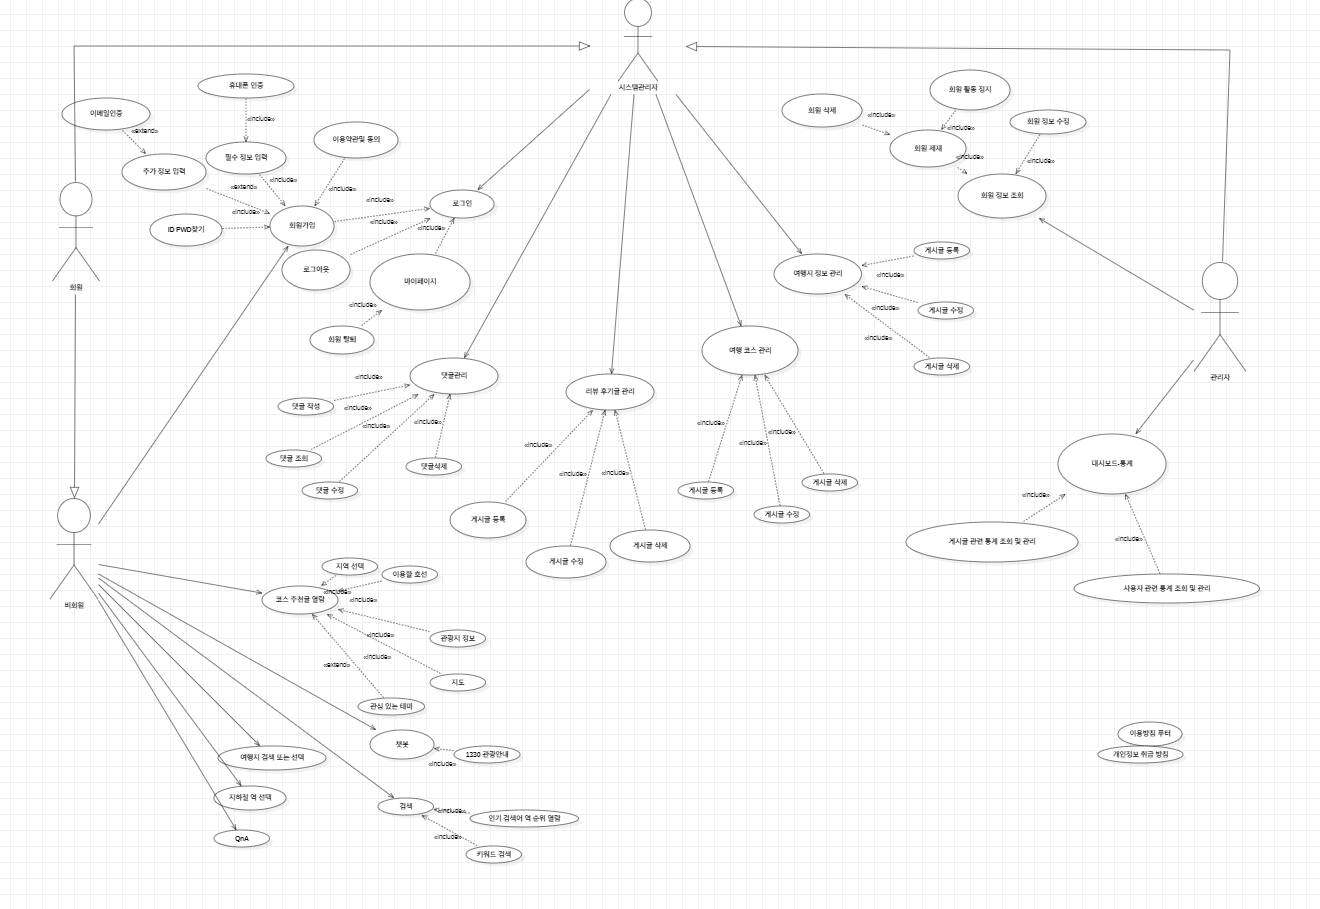 시스템관리자
휴대폰 인증
이메일인증
«extend»
«include»
이용약관및 동의
추가 정보 입력
필수 정보 입력
«extend»
«include»
«include»
«include»
ID PWD찾기
회원가입
«include»
«include»
로그인
«include»
로그아웃
마이페이지
«include»
회원 탈퇴
회원
회원 활동 정지
회원 삭제
«include»
«include»
회원 정보 수정
회원 제재
«include»
«include»
회원 정보 조회
여행지 정보 관리
게시글 등록
«include»
«include»
게시글 수정
«include»
게시글 삭제
관리자
댓글관리
«include»
댓글 작성
«include»
«include»
«include»
댓글 조회
댓글 수정
댓글삭제
리뷰 후기글 관리
«include»
«include»
«include»
게시글 등록
게시글 수정
게시글 삭제
여행 코스 관리
«include»
«include»
«include»
게시글 등록
게시글 수정
게시글 삭제
대시보드-통계
«include»
«include»
게시글 관련 통계 조회 및 관리
사용자 관련 통계 조회 및 관리
비회원
지역 선택
이용할 호선
«include»
«include»
코스 추천글 열람
«include»
관광지 정보
«include»
«extend»
지도
관심 있는 테마
챗봇
1330 관광안내
«include»
여행지 검색 또는 선택
지하철 역 선택
QnA
검색
«include»
인기 검색어 역 순위 열람
«include»
키워드 검색
이용방침 푸터
개인정보 취급 방침